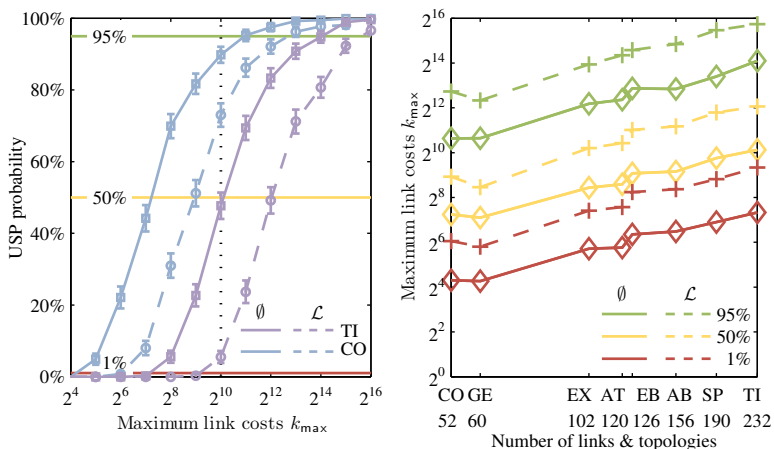 100%
80%
60%
40%
20%
0%
USP probability
95%
50%
1%
∅ ℒ
TI
CO
2^4 2^6 2^8 2^10 2^12 2^14 2^16
Maximum link costs k_max
2^16
2^14
2^12
2^10
2^8
2^6
2^4
2^2
2^0
Maximum link costs k_max
∅ ℒ
95%
50%
1%
CO GE EX AT EB AB SP TI
52 60 102 120 126 156 190 232
Number of links & topologies